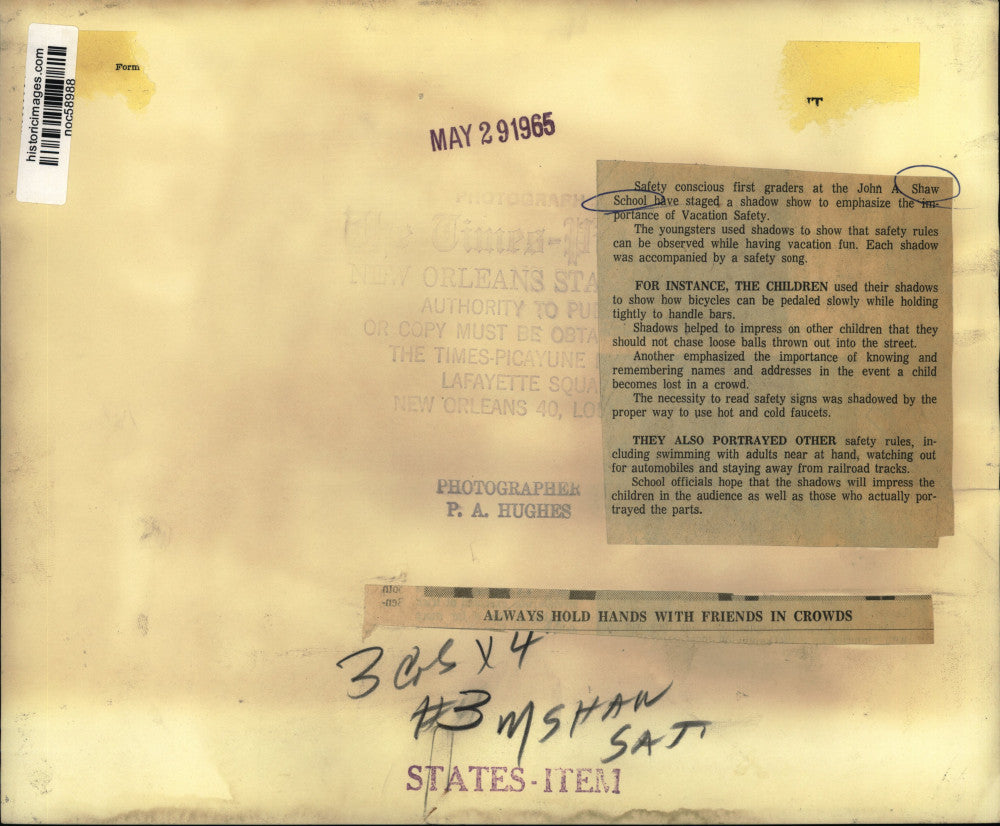 historicimages.com
noc58988
Form
MAY 29 1965
PHOTOGRAPH
The Times-P
NEW ORLEANS STA
AUTHORITY TO PU
OR COPY MUST BE OBTA
THE TIMES-PICAYUNE
LAFAYETTE SQUA
NEW ORLEANS 40, LO
Safety conscious first graders at the John A. Shaw
School have staged a shadow show to emphasize the im-
portance of Vacation Safety.
The youngsters used shadows to show that safety rules
can be observed while having vacation fun. Each shadow
was accompanied by a safety song.
FOR INSTANCE, THE CHILDREN used their shadows
to show how bicycles can be pedaled slowly while holding
tightly to handle bars.
Shadows helped to impress on other children that they
should not chase loose balls thrown out into the street.
Another emphasized the importance of knowing and
remembering names and addresses in the event a child
becomes lost in a crowd.
The necessity to read safety signs was shadowed by the
proper way to use hot and cold faucets.
THEY ALSO PORTRAYED OTHER safety rules, in-
cluding swimming with adults near at hand, watching out
for automobiles and staying away from railroad tracks.
School officials hope that the shadows will impress the
children in the audience as well as those who actually por-
trayed the parts.
PHOTOGRAPHER
P. A. HUGHES
ALWAYS HOLD HANDS WITH FRIENDS IN CROWDS
3 Cols X 4
#3 M SHAW
SAT
STATES-ITEM